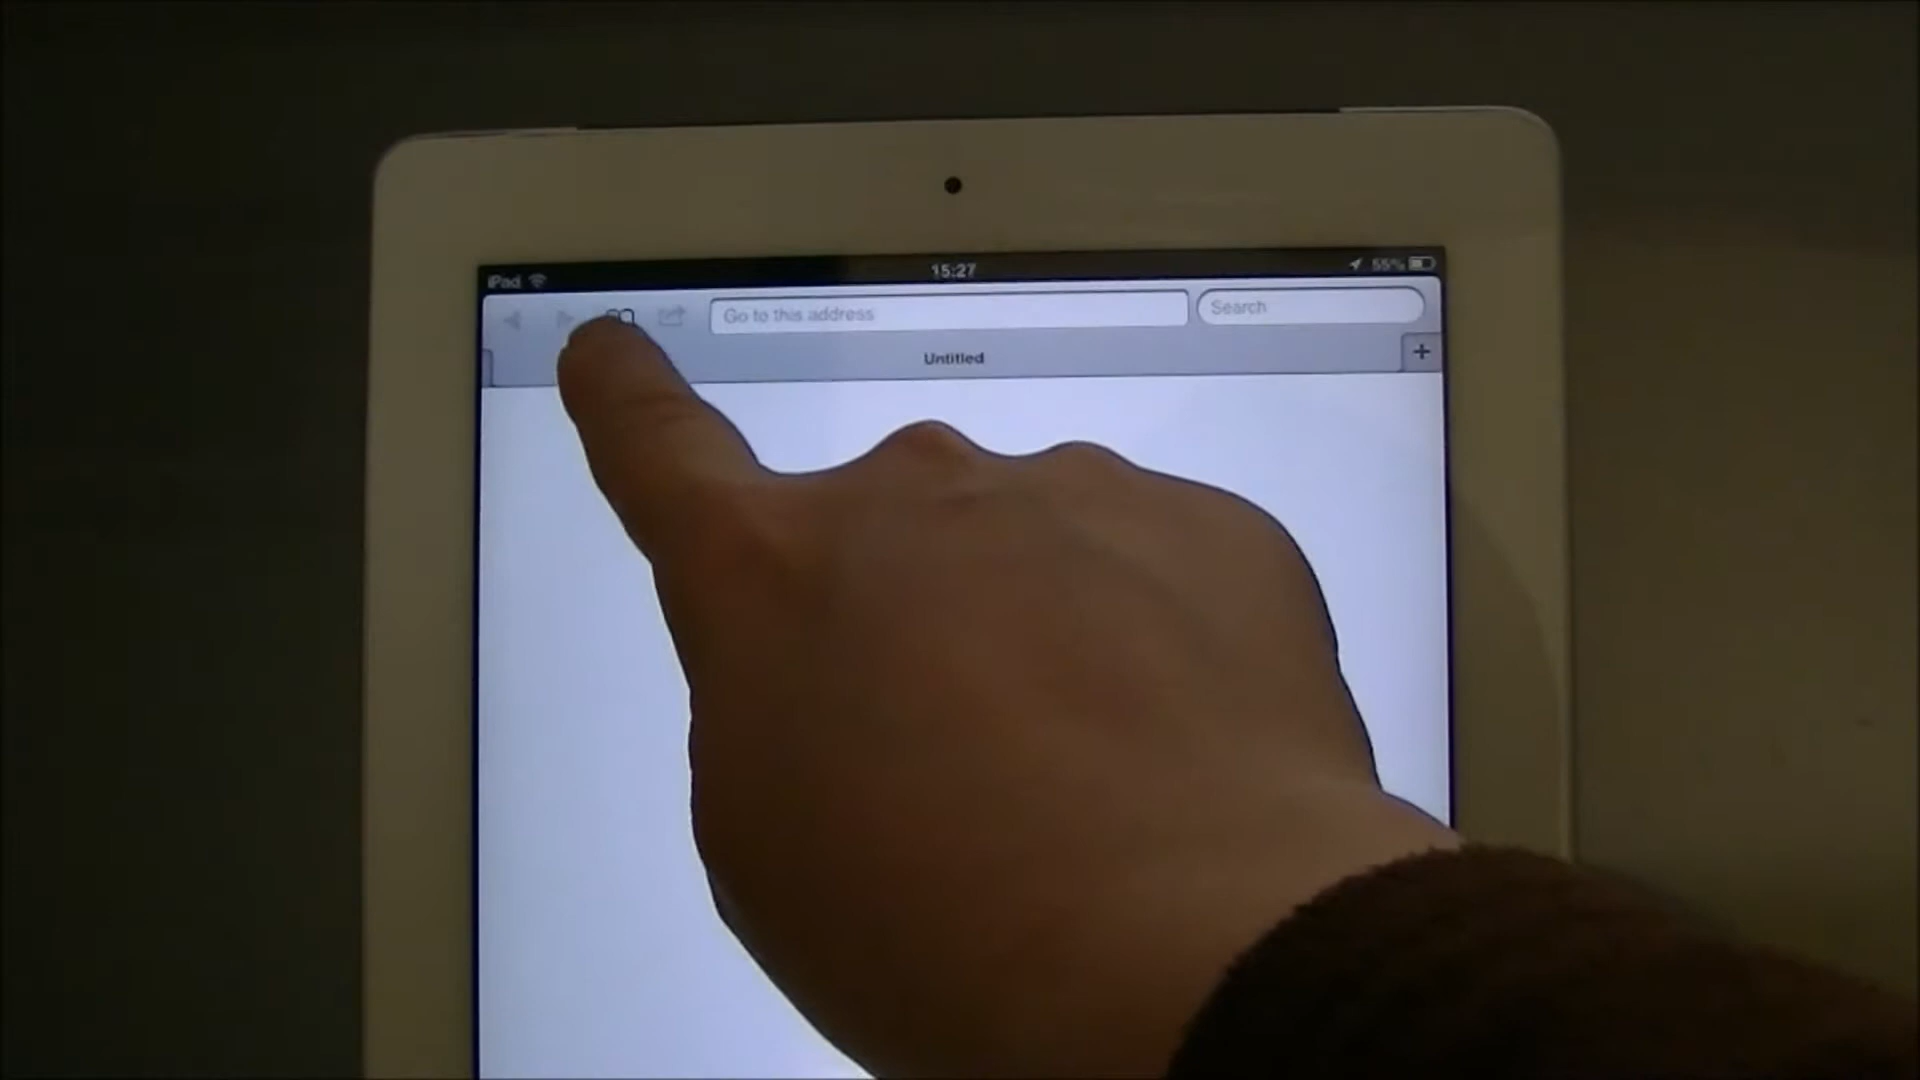 iPad
15:27
55%
Go to this address
Search
Untitled
+